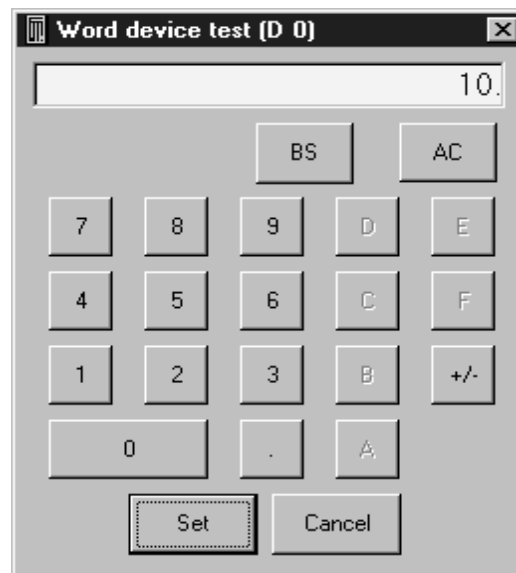 Word device test (D 0)
10.
BS AC
7 8 9 D E
4 5 6 C F
1 2 3 B +/-
0 . A
Set Cancel